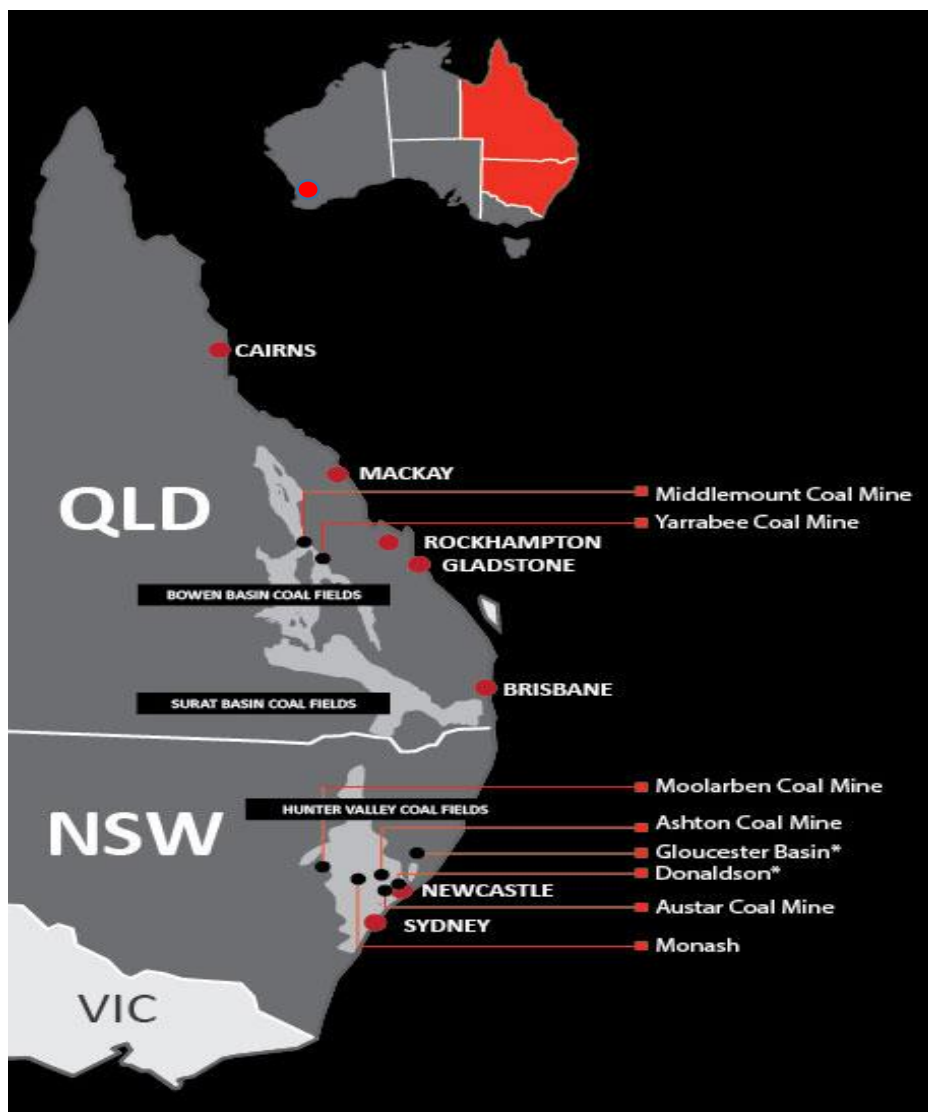 CAIRNS
MACKAY
QLD
Middlemount Coal Mine
Yarrabee Coal Mine
ROCKHAMPTON
GLADSTONE
BOWEN BASIN COAL FIELDS
BRISBANE
SURAT BASIN COAL FIELDS
Moolarben Coal Mine
HUNTER VALLEY COAL FIELDS
NSW
Ashton Coal Mine
Gloucester Basin*
Donaldson*
NEWCASTLE
Austar Coal Mine
SYDNEY
Monash
VIC